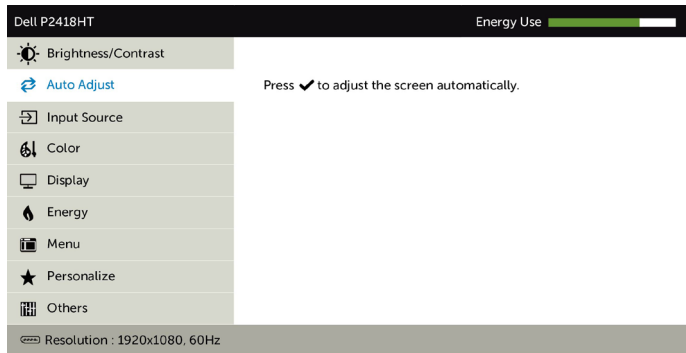 Dell P2418HT
Energy Use
Brightness/Contrast
Auto Adjust
Press ✔ to adjust the screen automatically.
Input Source
Color
Display
Energy
Menu
Personalize
Others
Resolution : 1920x1080, 60Hz